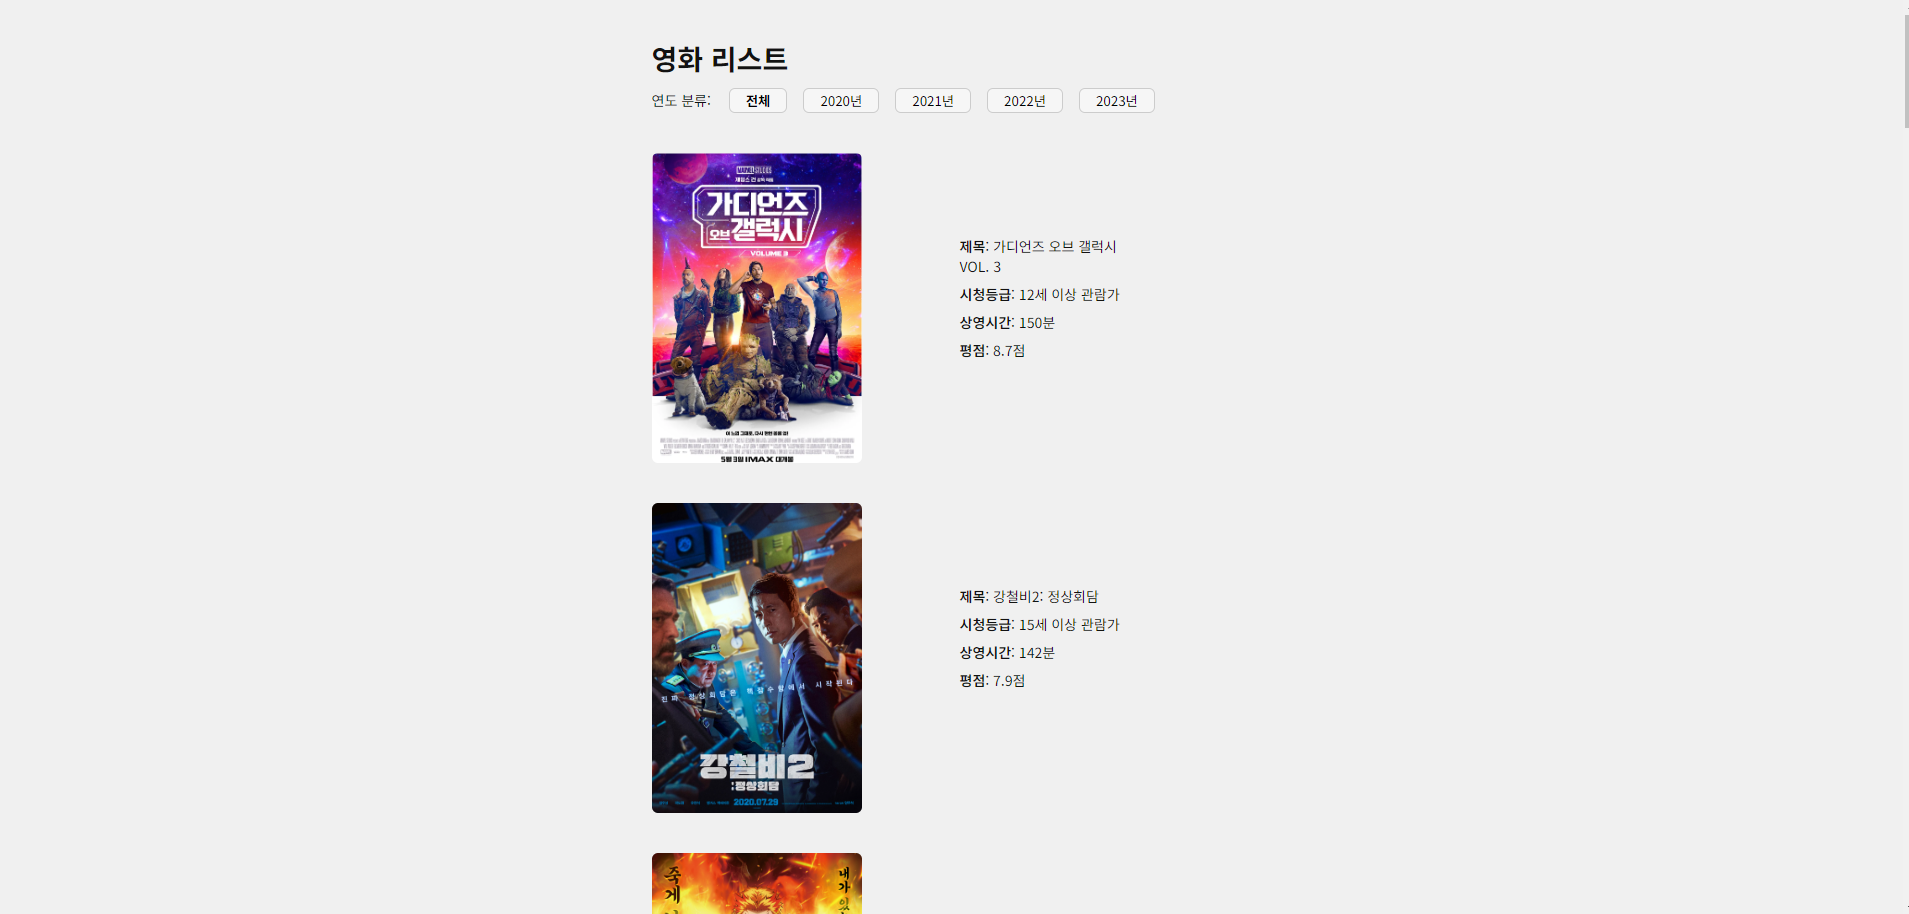 영화 리스트
연도 분류: 전체 2020년 2021년 2022년 2023년
MARVEL STUDIOS
제임스 건 감독 작품
가디언즈
오브 갤럭시
VOLUME 3
5월 3일 IMAX 대개봉
제목: 가디언즈 오브 갤럭시
VOL. 3
시청등급: 12세 이상 관람가
상영시간: 150분
평점: 8.7점
진짜 정상회담은 핵잠수함에서 시작된다
강철비2
:정상회담
2020.07.29
제목: 강철비2: 정상회담
시청등급: 15세 이상 관람가
상영시간: 142분
평점: 7.9점
죽게
내가